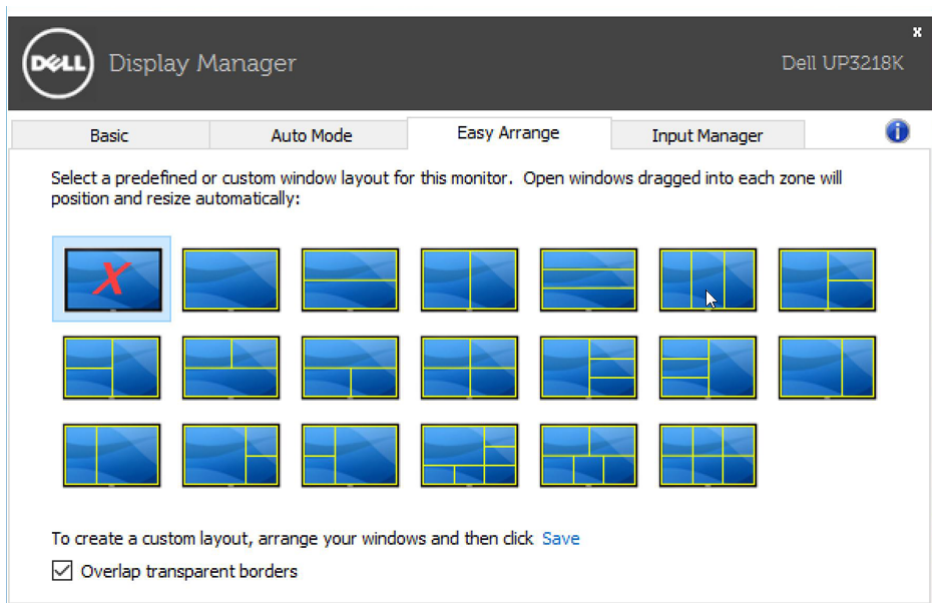 x
DELL Display Manager
Dell UP3218K
Basic
Auto Mode
Easy Arrange
Input Manager
i
Select a predefined or custom window layout for this monitor. Open windows dragged into each zone will
position and resize automatically:
X
To create a custom layout, arrange your windows and then click Save
Overlap transparent borders